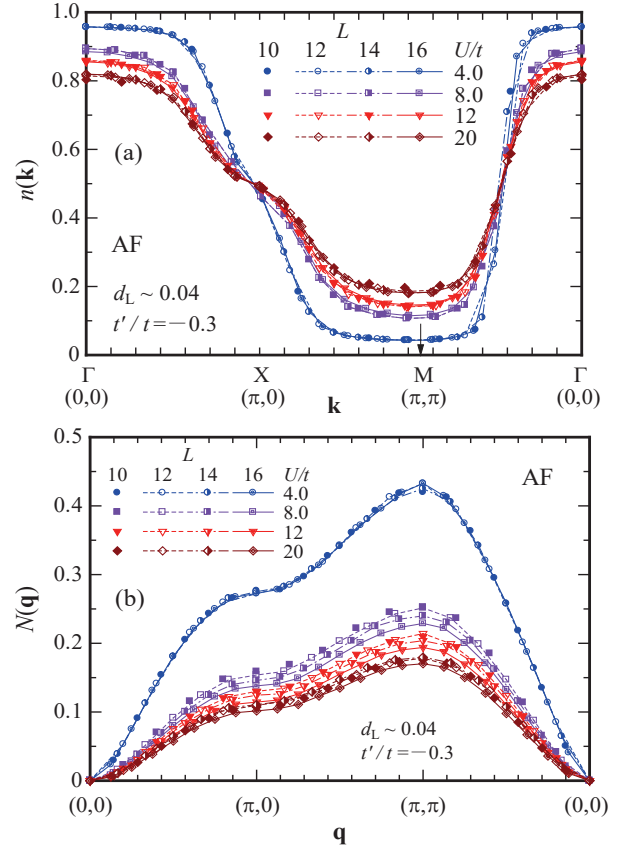 L
10 12 14 16 U/t
4.0
8.0
12
20
1
0.8
0.6
0.4
0.2
0
n(k)
(a)
AF
d_L ~ 0.04
t′/t = −0.3
Γ X M Γ
(0,0) (π,0) (π,π) (0,0)
k
L
10 12 14 16 U/t
4.0
8.0
12
20
AF
0.5
0.4
0.3
0.2
0.1
0
N(q)
(b)
d_L ~ 0.04
t′/t = −0.3
(0,0) (π,0) (π,π) (0,0)
q